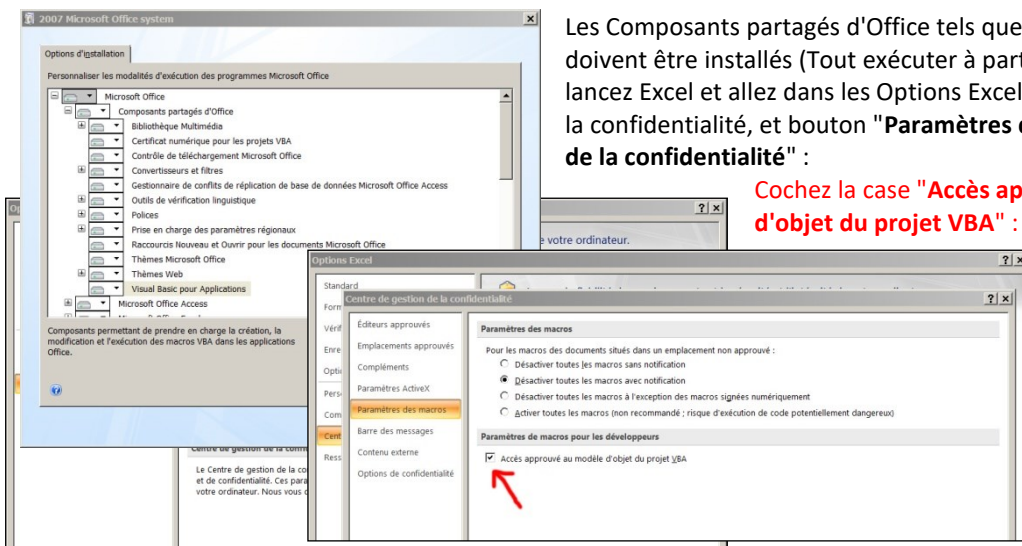 2007 Microsoft Office system
Options d'installation
Personnaliser les modalités d'exécution des programmes Microsoft Office
Microsoft Office
Composants partagés d'Office
Bibliothèque Multimédia
Certificat numérique pour les projets VBA
Contrôle de téléchargement Microsoft Office
Convertisseurs et filtres
Gestionnaire de conflits de réplication de base de données Microsoft Office Access
Outils de vérification linguistique
Polices
Prise en charge des paramètres régionaux
Raccourcis Nouveau et Ouvrir pour les documents Microsoft Office
Thèmes Microsoft Office
Thèmes Web
Visual Basic pour Applications
Microsoft Office Access
Composants permettant de prendre en charge la création, la
modification et l'exécution des macros VBA dans les applications
Office.
Les Composants partagés d'Office tels que
doivent être installés (Tout exécuter à part
lancez Excel et allez dans les Options Excel
la confidentialité, et bouton "Paramètres
de la confidentialité" :
Cochez la case "Accès ap
d'objet du projet VBA" :
votre ordinateur.
Options Excel
Standard
Form
Vérif
Enre
Optio
Pers
Com
Cent
Ress
Centre de gestion de la confidentialité
Éditeurs approuvés
Emplacements approuvés
Compléments
Paramètres ActiveX
Paramètres des macros
Barre des messages
Contenu externe
Options de confidentialité
Paramètres des macros
Pour les macros des documents situés dans un emplacement non approuvé :
Désactiver toutes les macros sans notification
Désactiver toutes les macros avec notification
Désactiver toutes les macros à l'exception des macros signées numériquement
Activer toutes les macros (non recommandé ; risque d'exécution de code potentiellement dangereux)
Paramètres de macros pour les développeurs
Accès approuvé au modèle d'objet du projet VBA
Centre de gestion de la
Le Centre de gestion de la co
et de confidentialité. Ces para
votre ordinateur. Nous vous